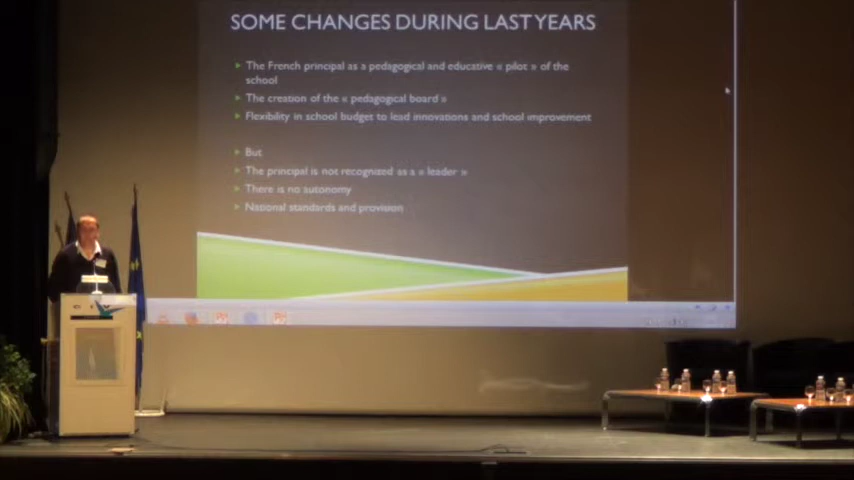 SOME CHANGES DURING LAST YEARS
The French principal as a pedagogical and educative « pilot » of the
school
The creation of the « pedagogical board »
Flexibility in school budget to lead innovations and school improvement
But
The principal is not recognized as a « leader »
There is no autonomy
National standards and provision